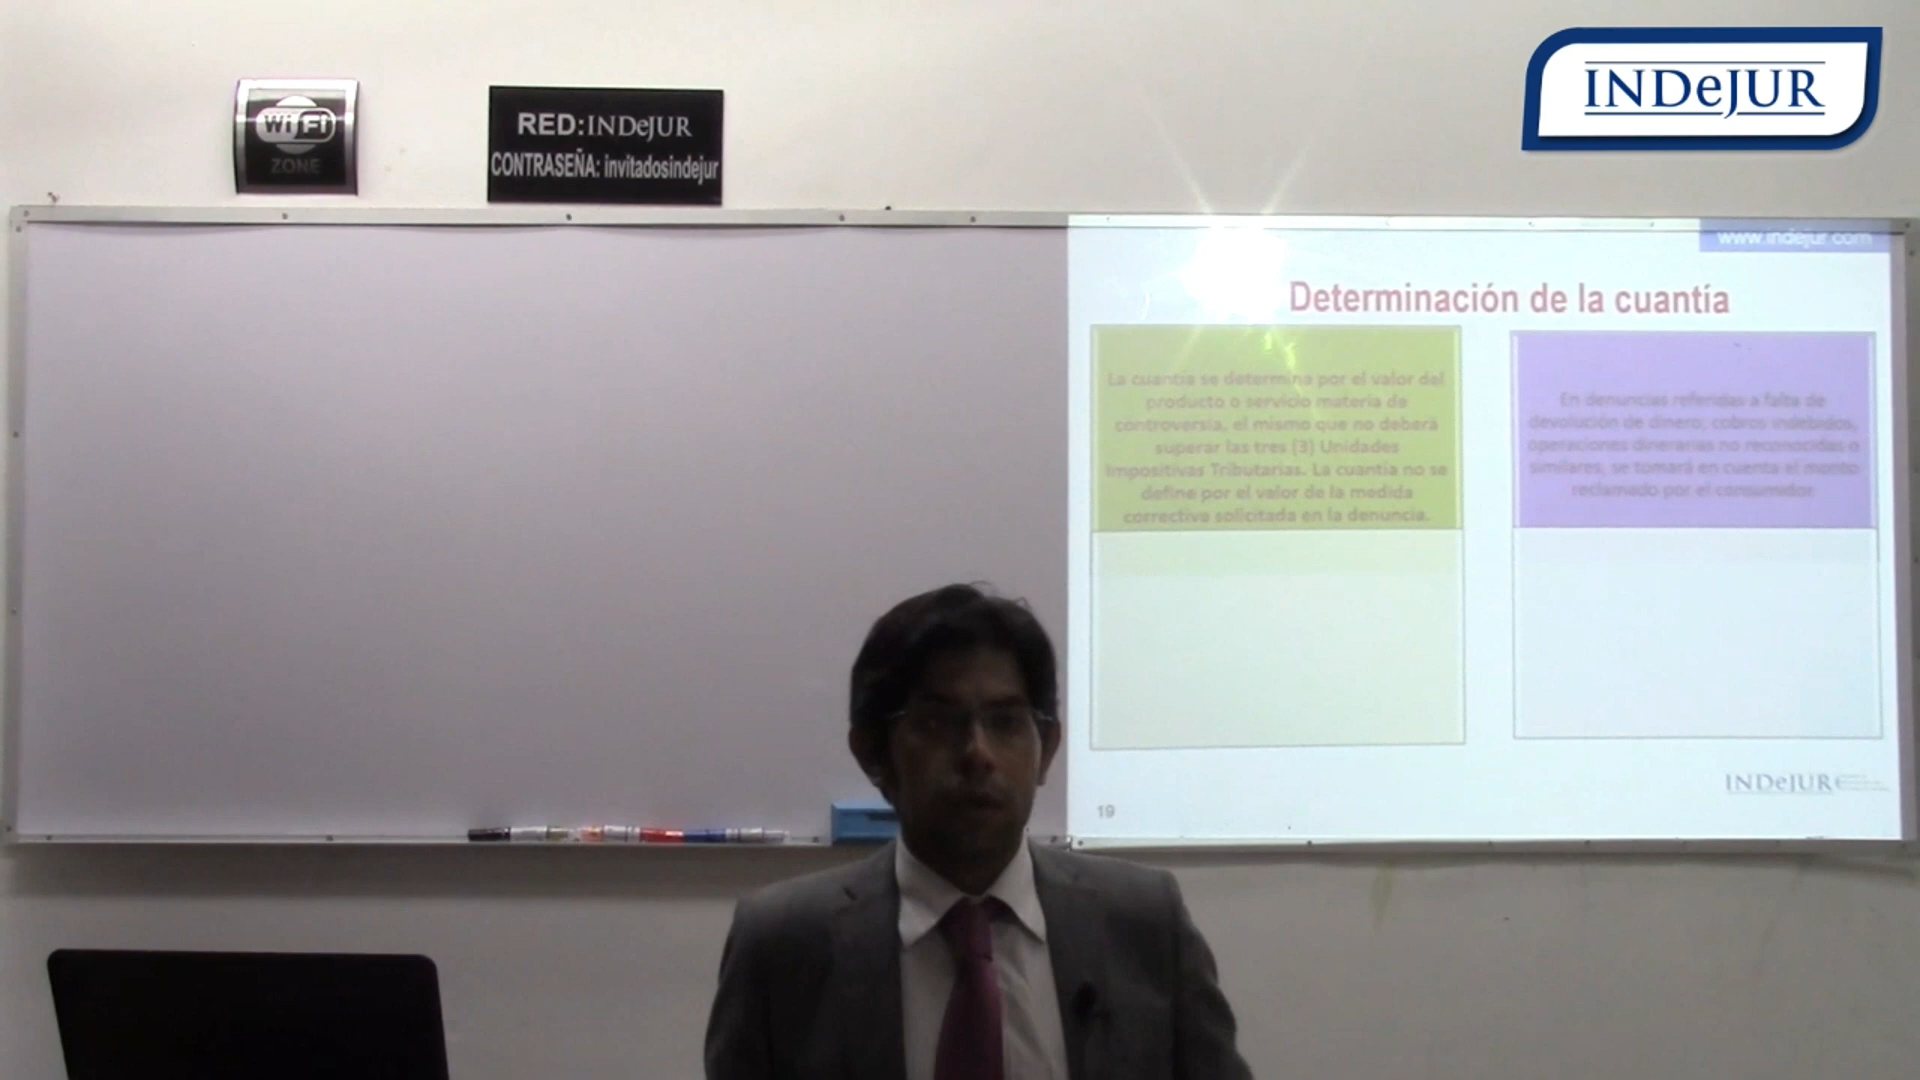 INDeJUR
WiFi
ZONE
RED:INDeJUR
CONTRASEÑA: invitadosindejur
www.indejur.com
Determinación de la cuantía
La cuantía se determina por el valor del
producto o servicio materia de
controversia, el mismo que no deberá
superar las tres (3) Unidades
Impositivas Tributarias. La cuantía no se
define por el valor de la medida
correctiva solicitada en la denuncia.
En denuncias referidas a falta de
devolución de dinero, cobros indebidos,
operaciones dinerarias no reconocidas o
similares, se tomará en cuenta el monto
reclamado por el consumidor
INDeJUR
19